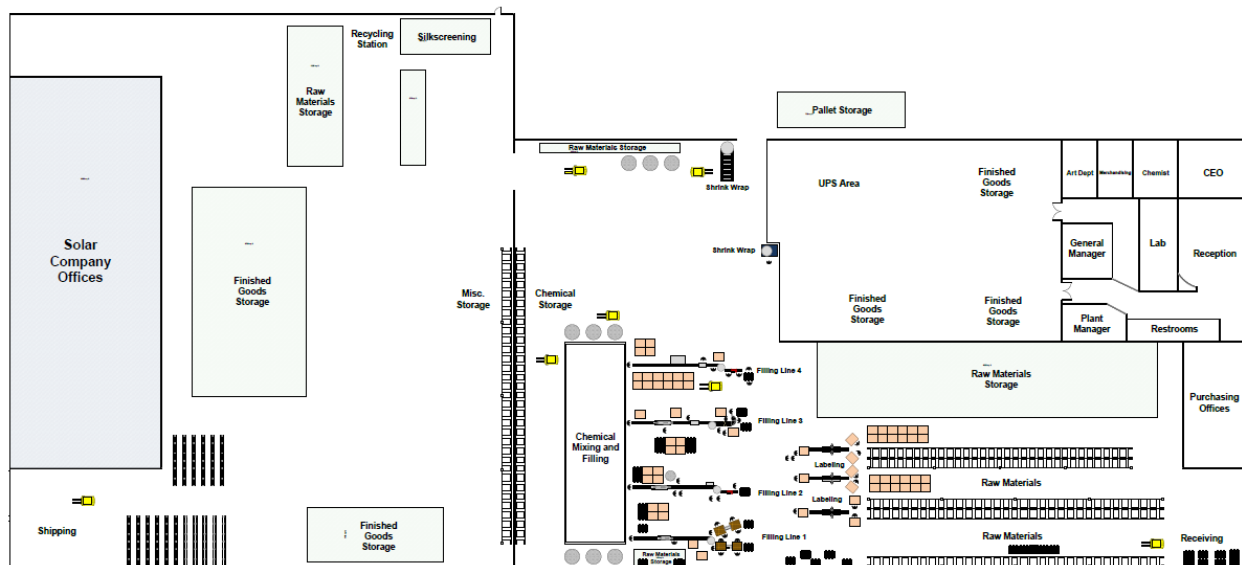 Recycling
Station
Silkscreening
Raw
Materials
Storage
Pallet Storage
Raw Materials Storage
Shrink Wrap
UPS Area
Finished
Goods
Storage
Art Dept
Merchandising
Chemist
CEO
Solar
Company
Offices
Finished
Goods
Storage
Misc.
Storage
Chemical
Storage
Shrink Wrap
General
Manager
Lab
Reception
Finished
Goods
Storage
Finished
Goods
Storage
Plant
Manager
Restrooms
Filling Line 4
Raw Materials
Storage
Purchasing
Offices
Chemical
Mixing and
Filling
Filling Line 3
Labeling
Raw Materials
Filling Line 2
Labeling
Shipping
Finished
Goods
Storage
Filling Line 1
Raw Materials
Receiving
Raw Materials
Storage